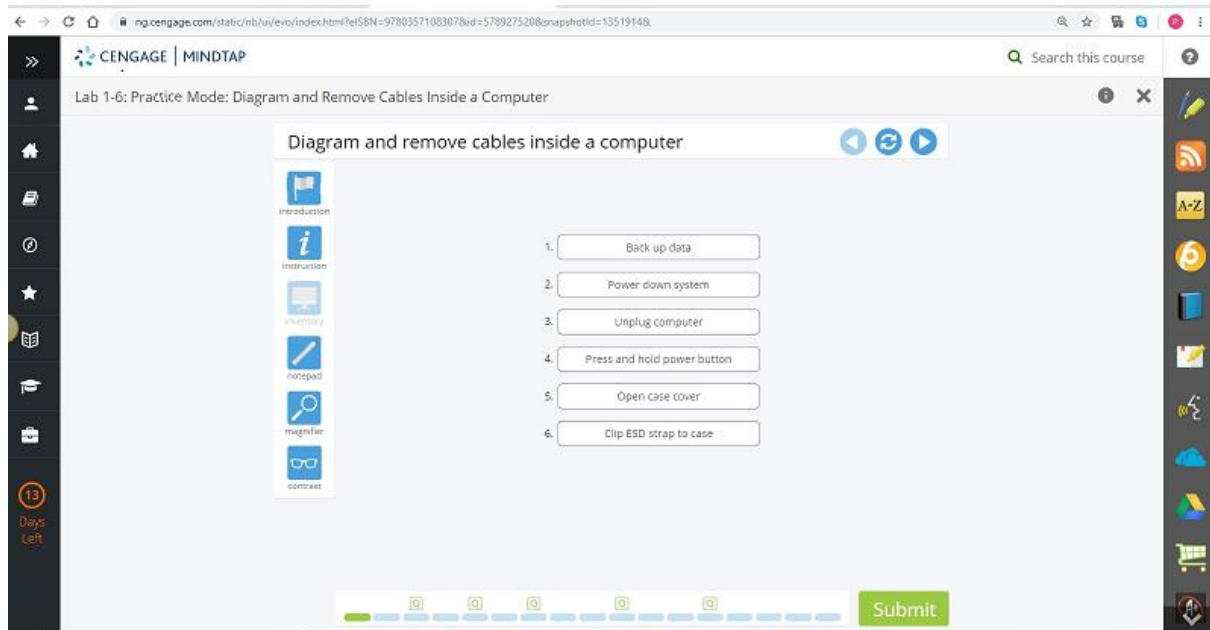 ng.cengage.com/static/nb/ui/evo/index.html?eISBN=9780357108307&id=578927520&snapshotId=1351914&
CENGAGE | MINDTAP
Search this course
Lab 1-6: Practice Mode: Diagram and Remove Cables Inside a Computer
Diagram and remove cables inside a computer
introduction
instruction
inventory
notepad
magnifier
contrast
1. Back up data
2. Power down system
3. Unplug computer
4. Press and hold power button
5. Open case cover
6. Clip ESD strap to case
13
Days
Left
A-Z
Q Q Q Q Q
Submit